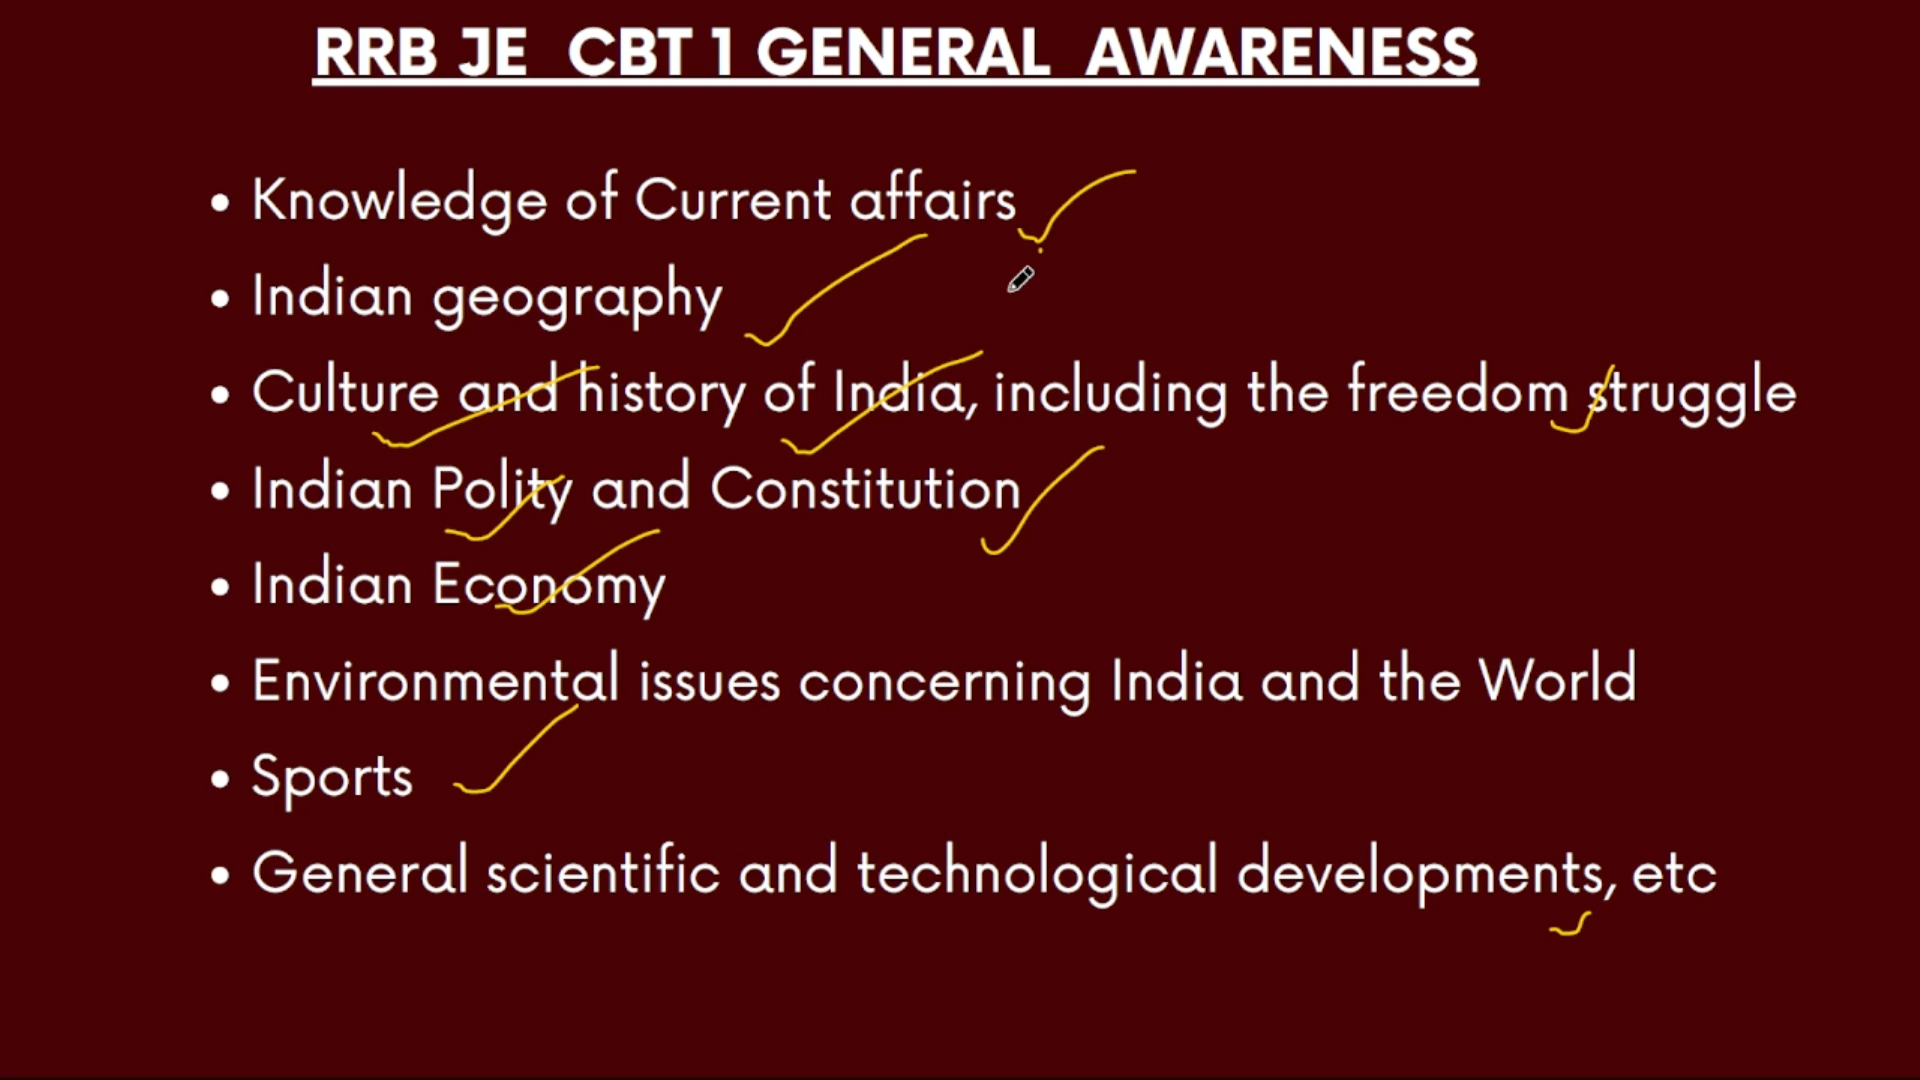 RRB JE CBT 1 GENERAL AWARENESS
• Knowledge of Current affairs
• Indian geography
• Culture and history of India, including the freedom struggle
• Indian Polity and Constitution
• Indian Economy
• Environmental issues concerning India and the World
• Sports
• General scientific and technological developments, etc